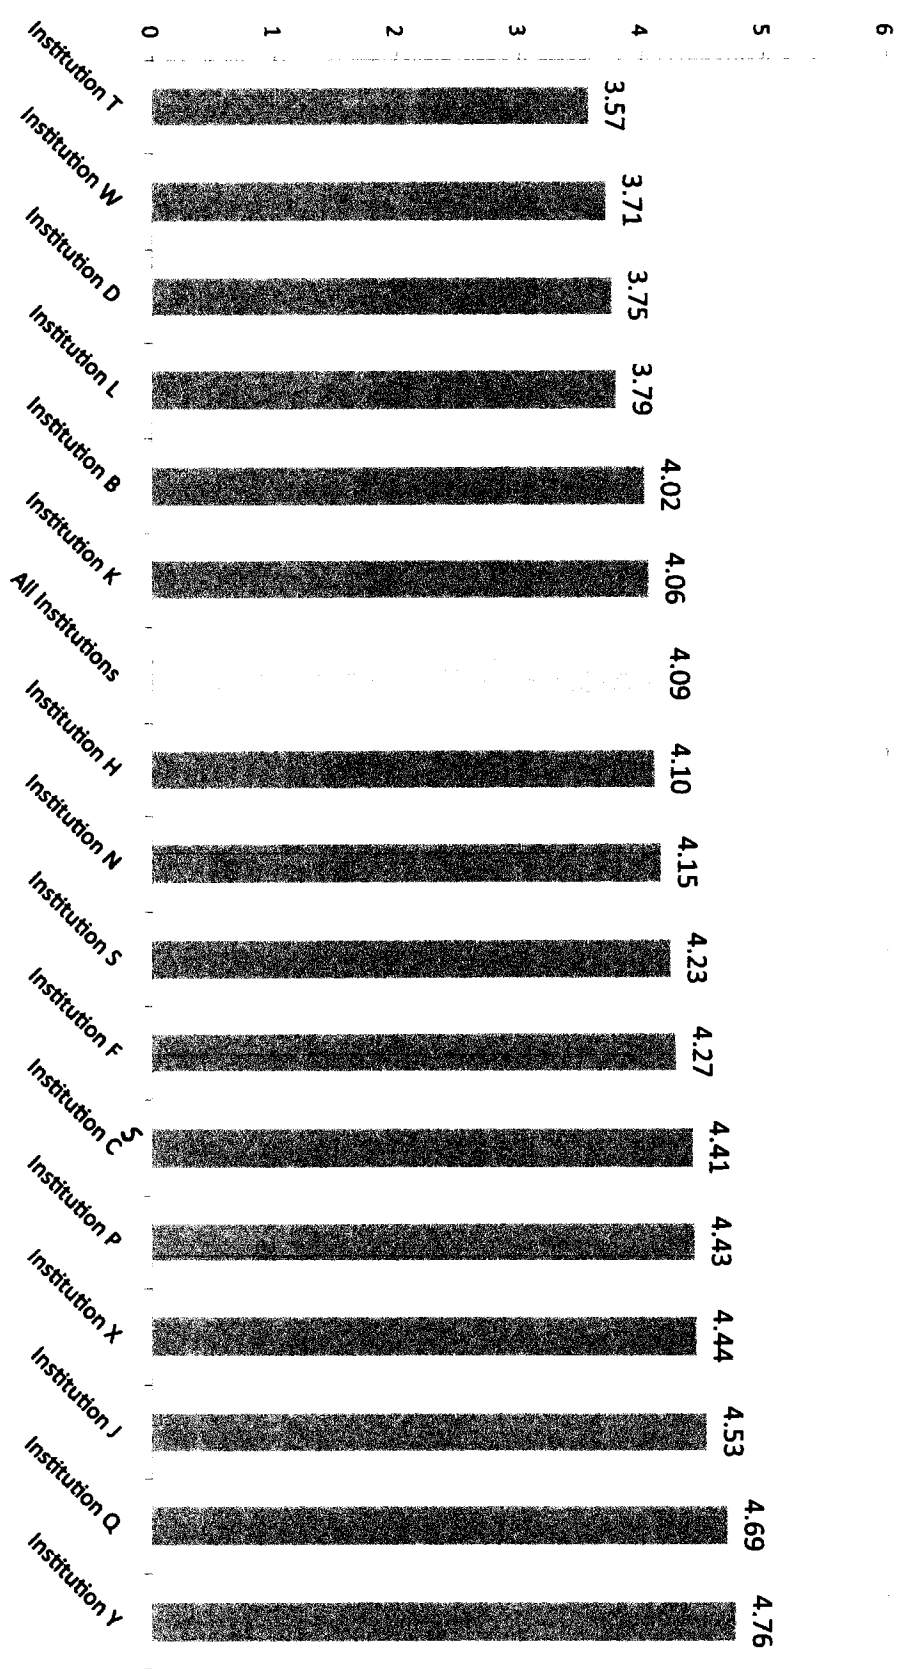 6
5
4
3
2
1
0
3.57
3.71
3.75
3.79
4.02
4.06
4.09
4.10
4.15
4.23
4.27
4.41
4.43
4.44
4.53
4.69
4.76
Institution T
Institution W
Institution D
Institution L
Institution B
Institution K
All Institutions
Institution H
Institution N
Institution S
Institution F
Institution C
5
Institution P
Institution X
Institution J
Institution Q
Institution Y